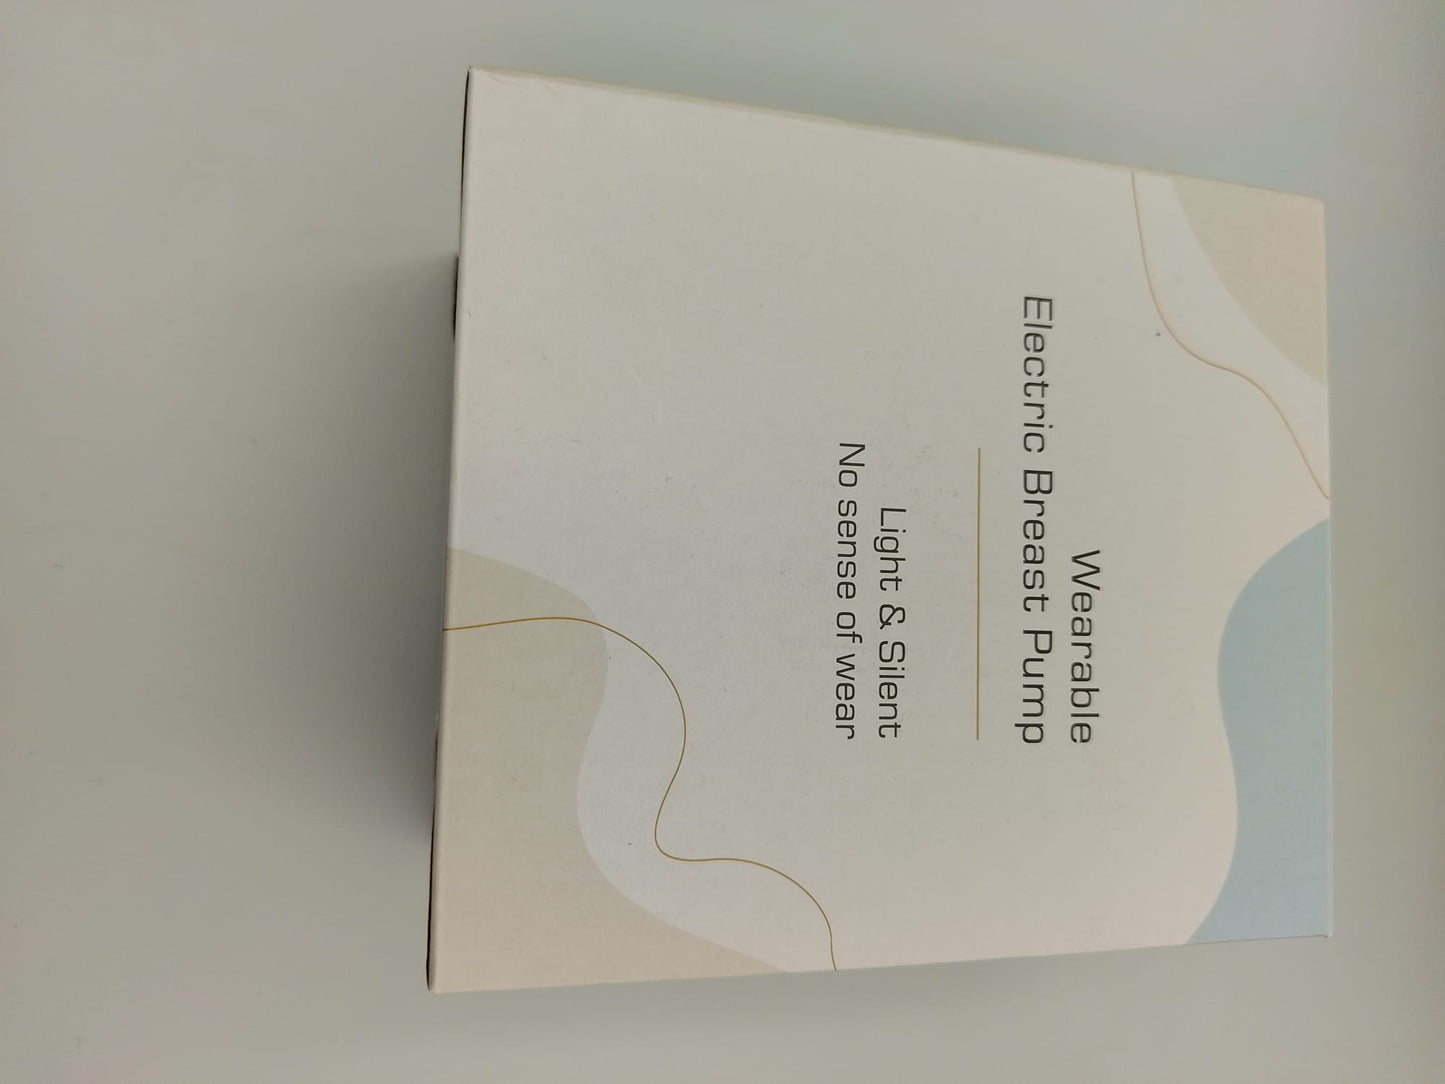 Wearable
Electric Breast Pump
Light & Silent
No sense of wear